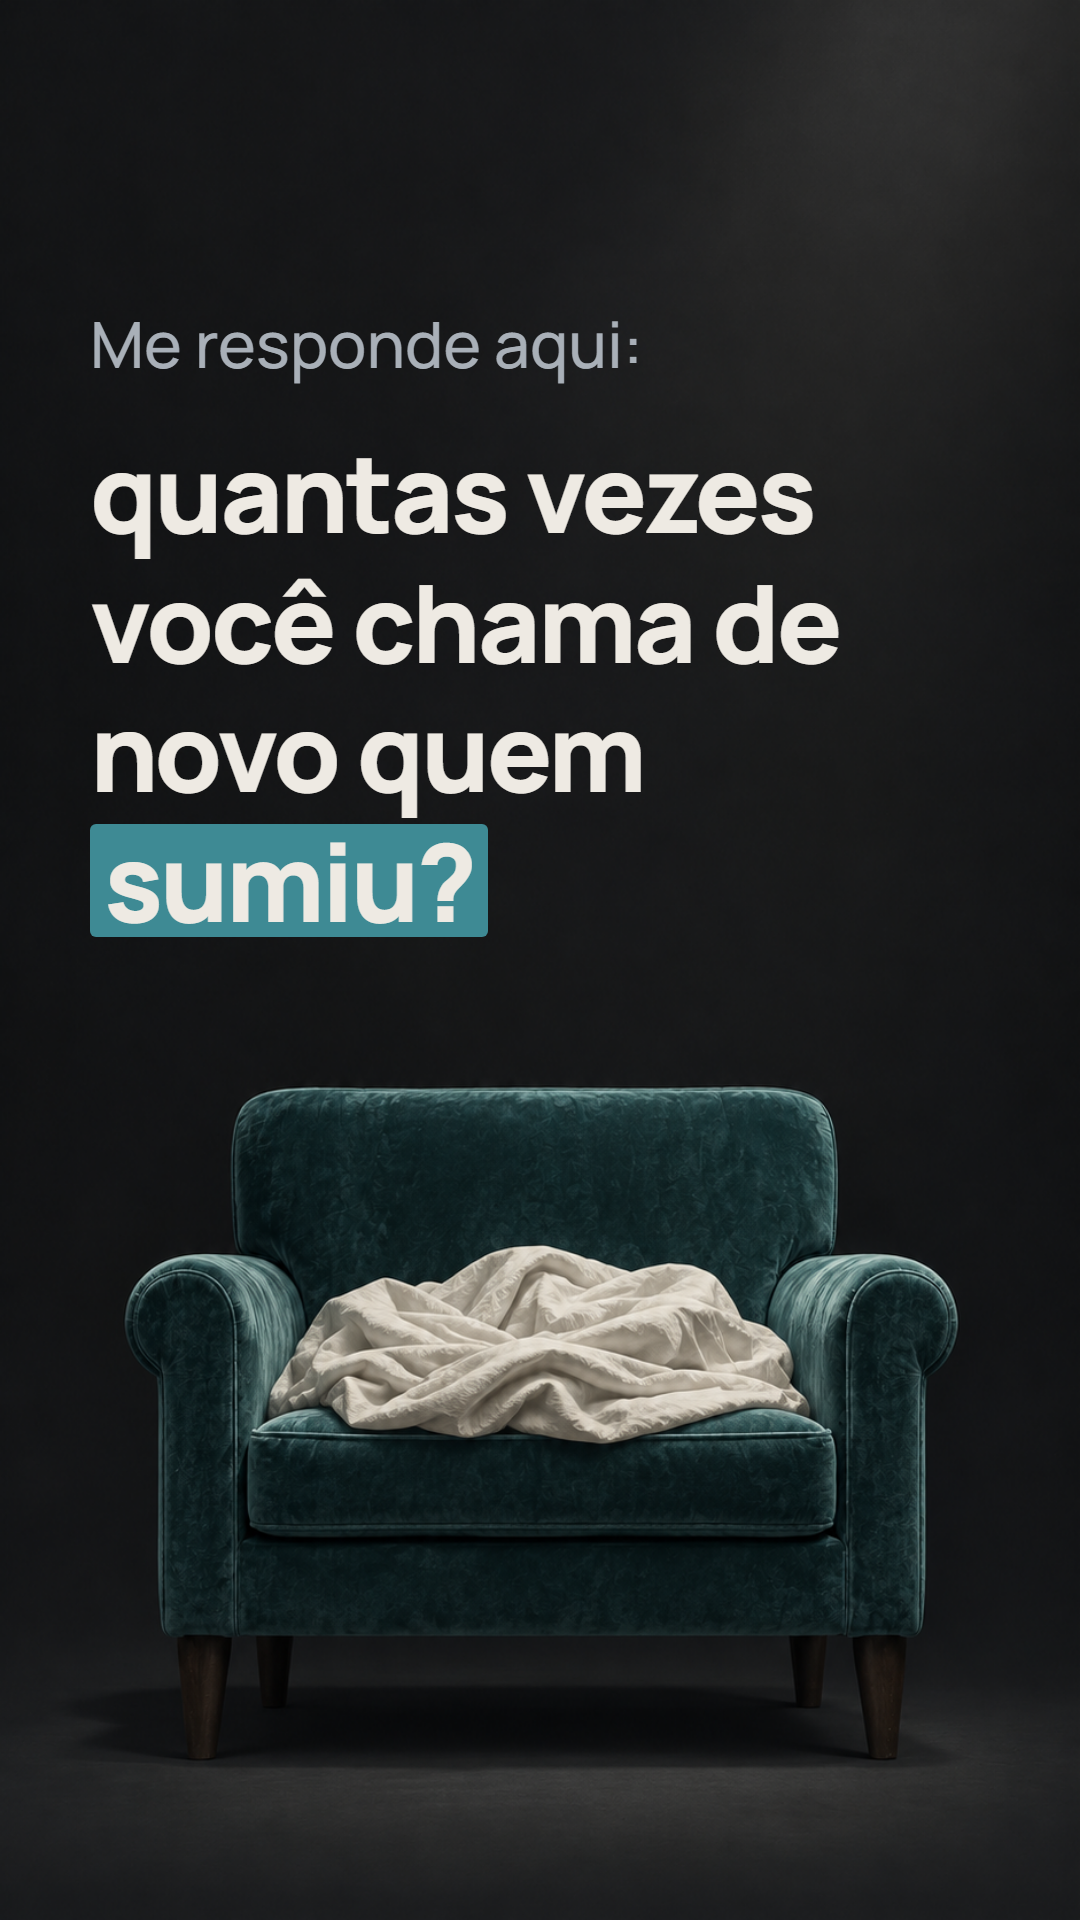 Me responde aqui:
quantas vezes
você chama de
novo quem
sumiu?